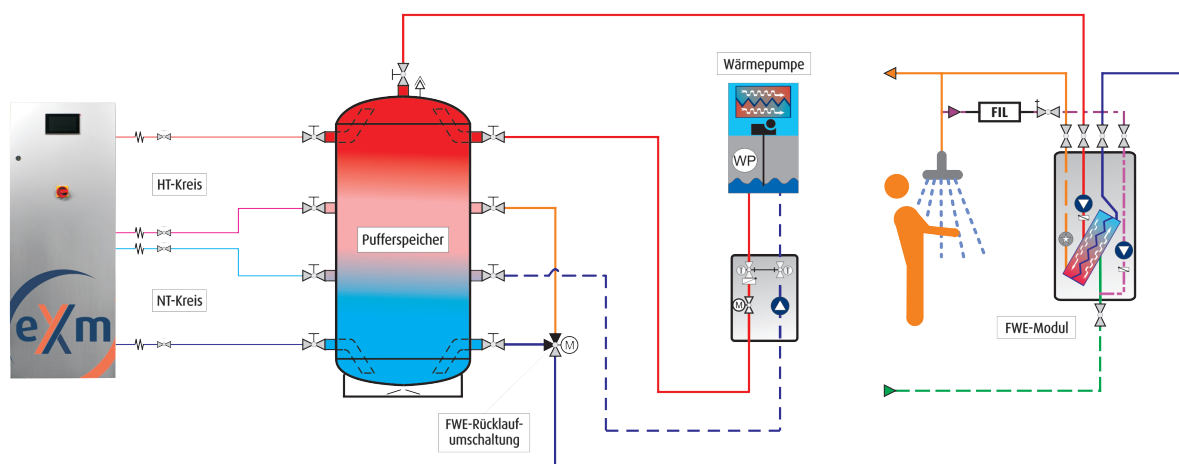 Wärmepumpe
FIL
HT-Kreis
WP
Pufferspeicher
T
T
NT-Kreis
M
eXm
FWE-Modul
M
FWE-Rücklauf-
umschaltung